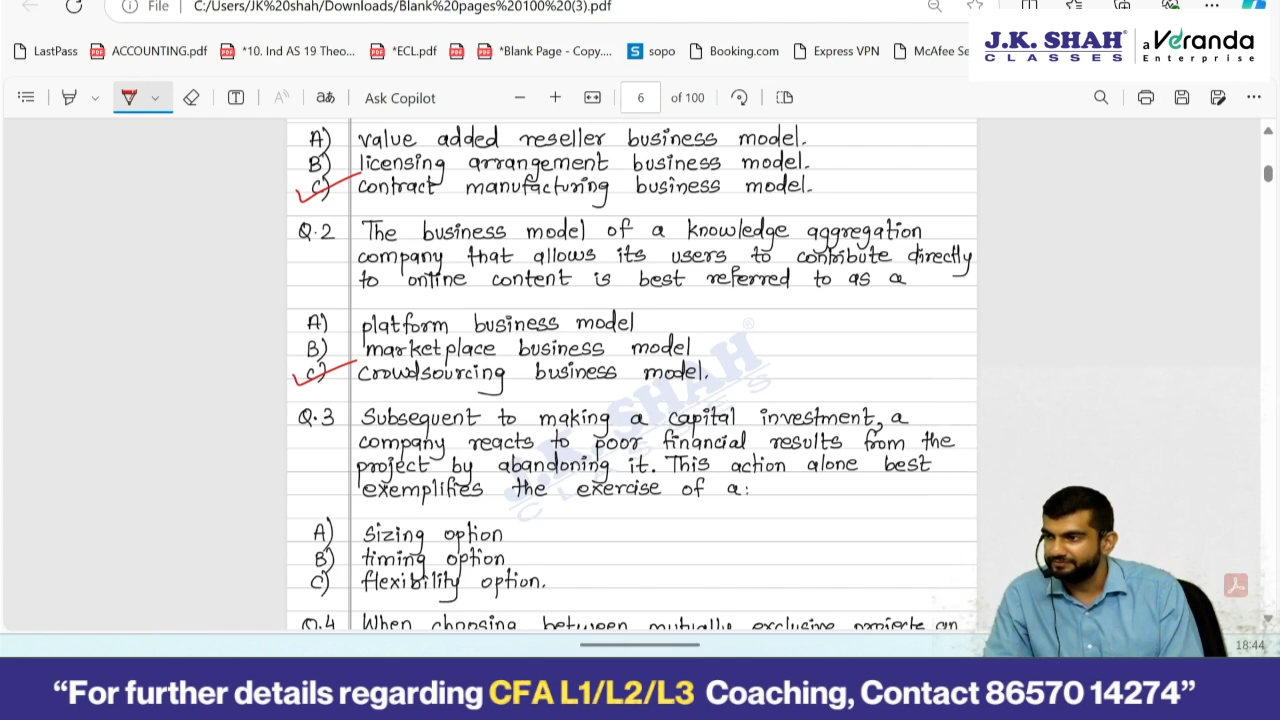 File C:/Users/JK%20shah/Downloads/Blank%20pages%20100%20(3).pdf
LastPass ACCOUNTING.pdf *10. Ind AS 19 Theo... *ECL.pdf *Blank Page - Copy.... sopo Booking.com Express VPN McAfee Se
J.K. SHAH® a Veranda
CLASSES Enterprise
Ask Copilot 6 of 100
A) value added reseller business model.
B) licensing arrangement business model.
C) contract manufacturing business model.
Q.2 The business model of a knowledge aggregation
company that allows its users to contribute directly
to online content is best referred to as a
A) platform business model
B) marketplace business model
C) crowdsourcing business model.
Q.3 Subsequent to making a capital investment, a
company reacts to poor financial results from the
project by abandoning it. This action alone best
exemplifies the exercise of a:
A) sizing option
B) timing option
C) flexibility option.
Q.4 When choosing between mutually exclusive projects an
J.K. SHAH®
CLASSES
18:44
“For further details regarding CFA L1/L2/L3 Coaching, Contact 86570 14274”